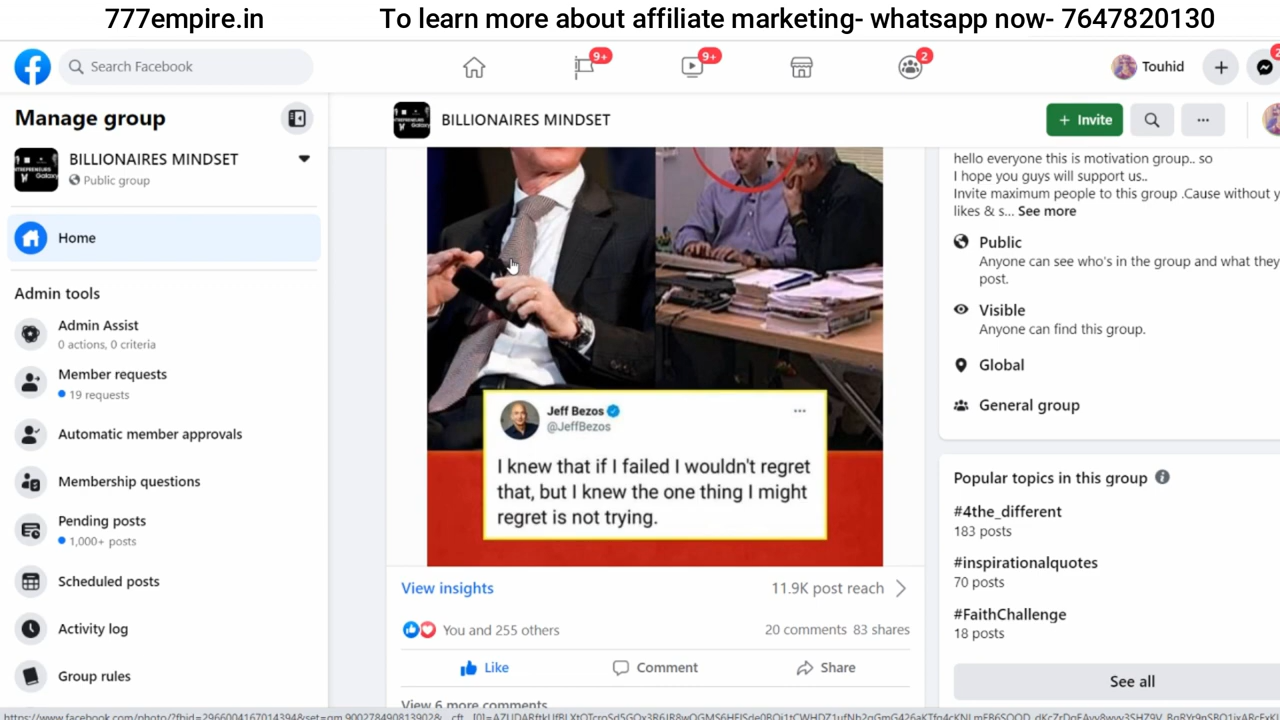 777empire.in
To learn more about affiliate marketing- whatsapp now- 7647820130
Search Facebook
9+
9+
2
Touhid
2
Manage group
BILLIONAIRES MINDSET
Public group
Home
Admin tools
Admin Assist
0 actions, 0 criteria
Member requests
19 requests
Automatic member approvals
Membership questions
Pending posts
1,000+ posts
Scheduled posts
Activity log
Group rules
BILLIONAIRES MINDSET
+ Invite
Jeff Bezos
@JeffBezos
I knew that if I failed I wouldn't regret
that, but I knew the one thing I might
regret is not trying.
View insights
11.9K post reach
You and 255 others
20 comments 83 shares
Like
Comment
Share
View 6 more comments
hello everyone this is motivation group.. so
I hope you guys will support us..
Invite maximum people to this group .Cause without y
likes & s... See more
Public
Anyone can see who's in the group and what they
post.
Visible
Anyone can find this group.
Global
General group
Popular topics in this group
#4the_different
183 posts
#inspirationalquotes
70 posts
#FaithChallenge
18 posts
See all